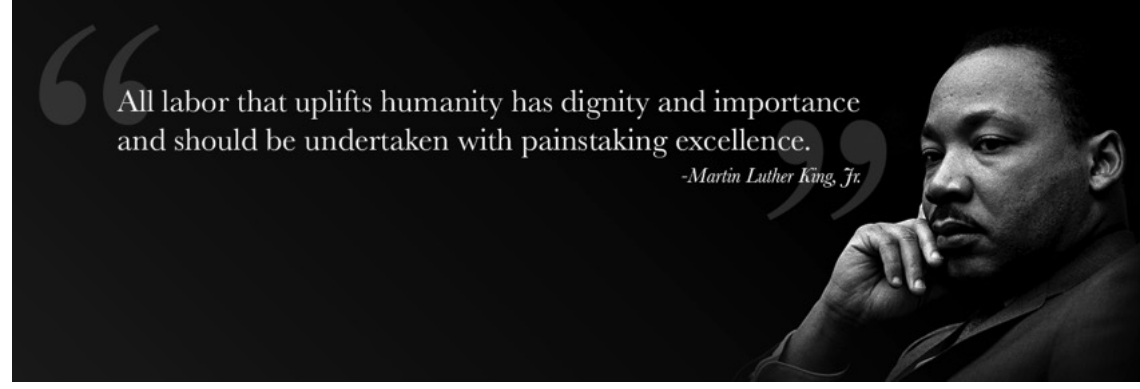 All labor that uplifts humanity has dignity and importance
and should be undertaken with painstaking excellence.
-Martin Luther King, Jr.